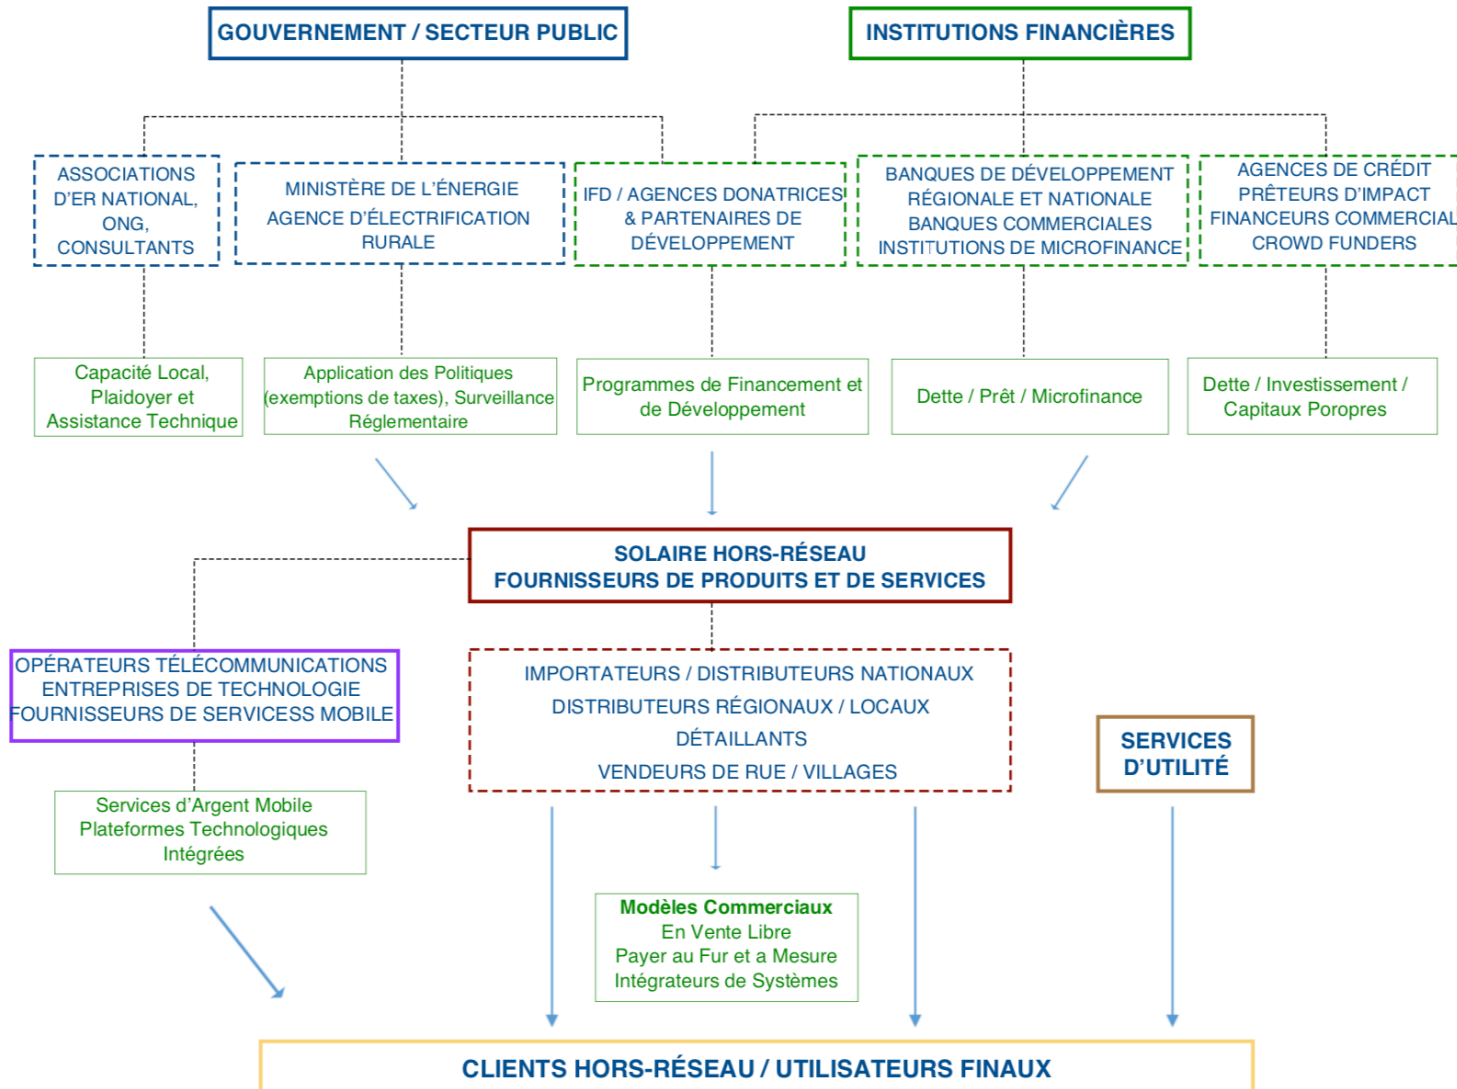 GOUVERNEMENT / SECTEUR PUBLIC
INSTITUTIONS FINANCIÈRES
ASSOCIATIONS
D'ER NATIONAL,
ONG,
CONSULTANTS
MINISTÈRE DE L'ÉNERGIE
AGENCE D'ÉLECTRIFICATION
RURALE
IFD / AGENCES DONATRICES
& PARTENAIRES DE
DÉVELOPPEMENT
BANQUES DE DÉVELOPPEMENT
RÉGIONALE ET NATIONALE
BANQUES COMMERCIALES
INSTITUTIONS DE MICROFINANCE
AGENCES DE CRÉDIT
PRÊTEURS D'IMPACT
FINANCEURS COMMERCIAL
CROWD FUNDERS
Capacité Local,
Plaidoyer et
Assistance Technique
Application des Politiques
(exemptions de taxes), Surveillance
Réglementaire
Programmes de Financement et
de Développement
Dette / Prêt / Microfinance
Dette / Investissement /
Capitaux Poropres
SOLAIRE HORS-RÉSEAU
FOURNISSEURS DE PRODUITS ET DE SERVICES
OPÉRATEURS TÉLÉCOMMUNICATIONS
ENTREPRISES DE TECHNOLOGIE
FOURNISSEURS DE SERVICESS MOBILE
IMPORTATEURS / DISTRIBUTEURS NATIONAUX
DISTRIBUTEURS RÉGIONAUX / LOCAUX
DÉTAILLANTS
VENDEURS DE RUE / VILLAGES
SERVICES
D'UTILITÉ
Services d'Argent Mobile
Plateformes Technologiques
Intégrées
Modèles Commerciaux
En Vente Libre
Payer au Fur et a Mesure
Intégrateurs de Systèmes
CLIENTS HORS-RÉSEAU / UTILISATEURS FINAUX